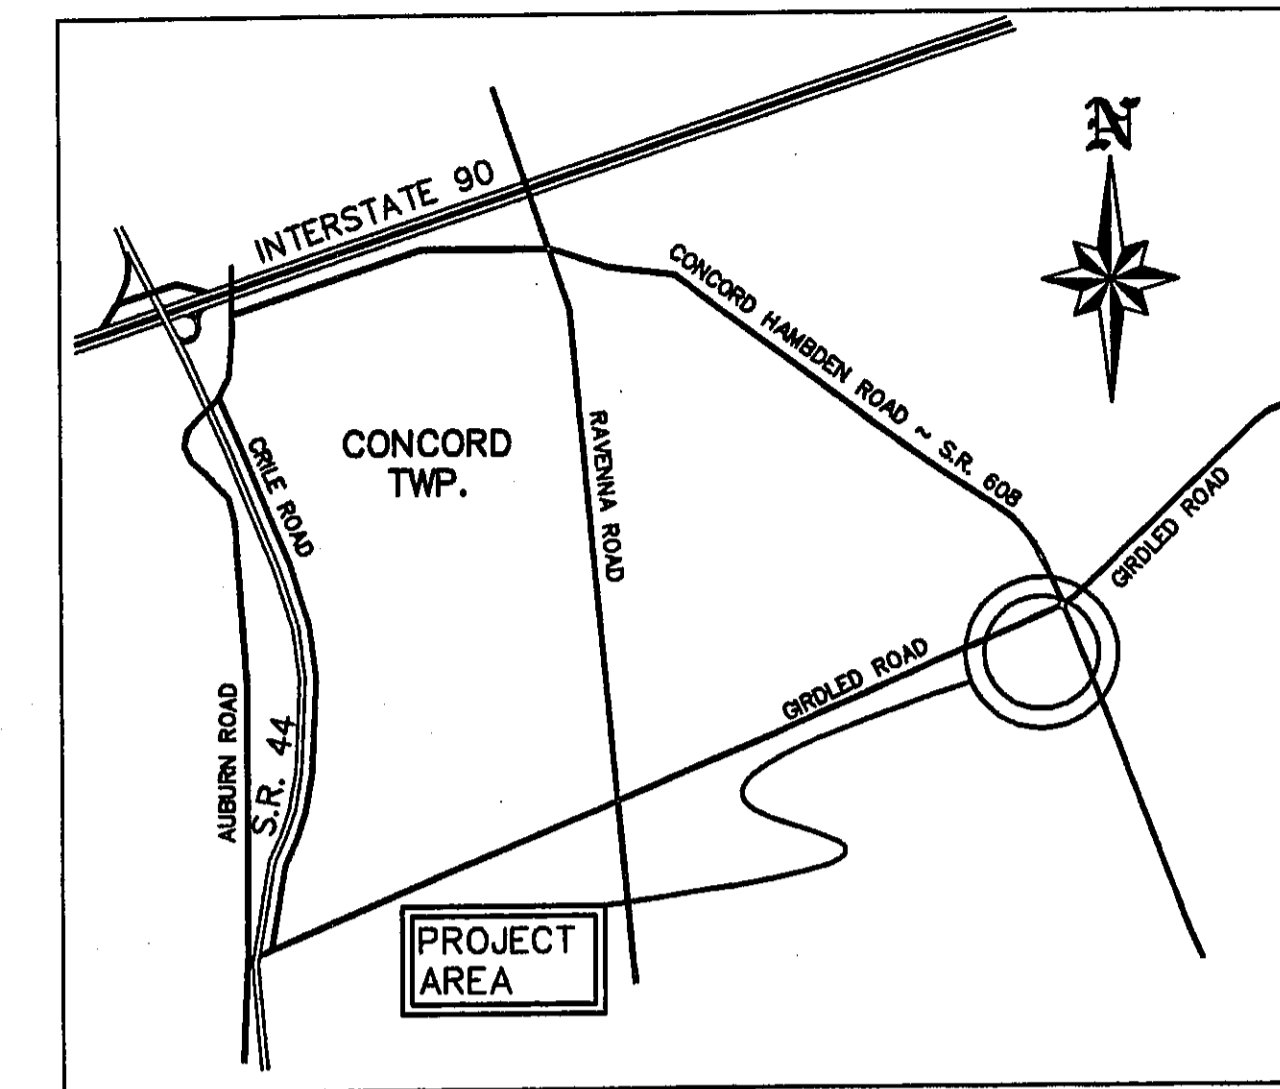 N
INTERSTATE 90
CONCORD HAMBDEN ROAD ~ S.R. 608
CONCORD
TWP.
CRILE ROAD
RAVENNA ROAD
GIRDLED ROAD
GIRDLED ROAD
AUBURN ROAD
S.R. 44
PROJECT
AREA